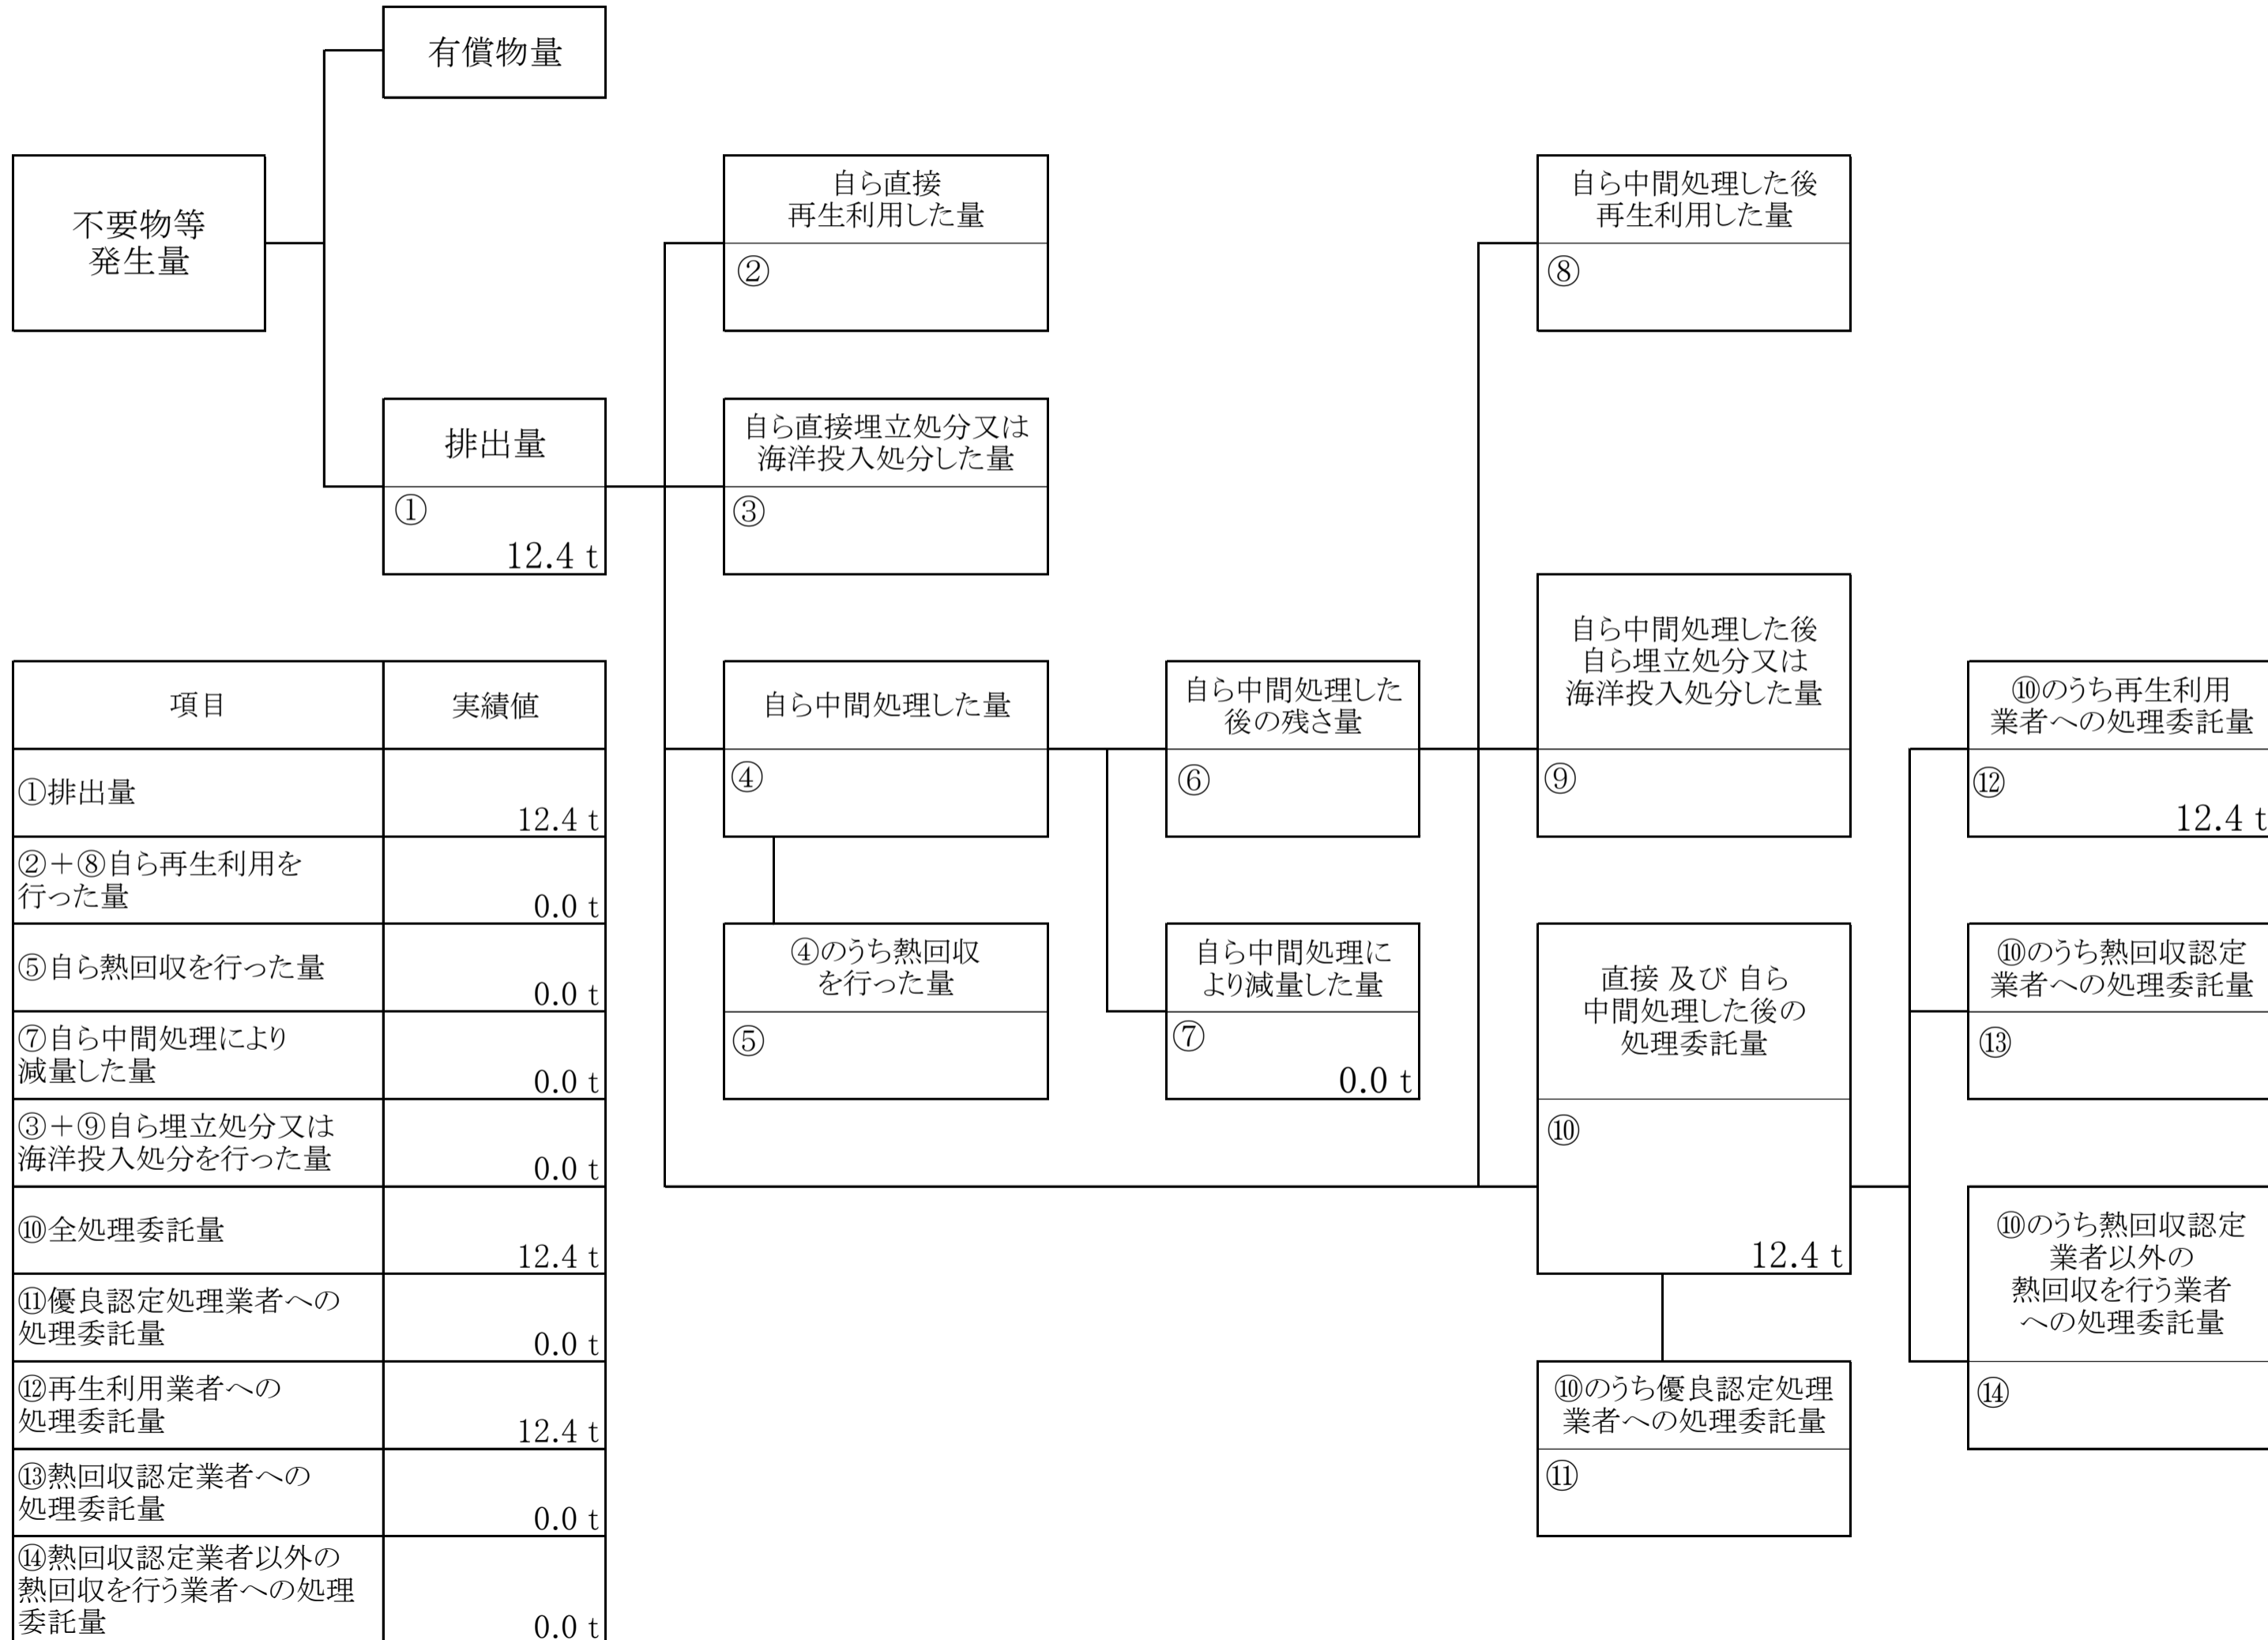 有償物量
不要物等
発生量
自ら直接
再生利用した量
②
自ら中間処理した後
再生利用した量
⑧
排出量
①
12.4 t
自ら直接埋立処分又は
海洋投入処分した量
③
自ら中間処理した量
④
自ら中間処理した
後の残さ量
⑥
自ら中間処理した後
自ら埋立処分又は
海洋投入処分した量
⑨
⑩のうち再生利用
業者への処理委託量
⑫
12.4 t
④のうち熱回収
を行った量
⑤
自ら中間処理に
より減量した量
⑦
0.0 t
直接 及び 自ら
中間処理した後の
処理委託量
⑩
12.4 t
⑩のうち熱回収認定
業者への処理委託量
⑬
⑩のうち熱回収認定
業者以外の
熱回収を行う業者
への処理委託量
⑭
⑩のうち優良認定処理
業者への処理委託量
⑪
項目 実績値
①排出量
12.4 t
②＋⑧自ら再生利用を
行った量
0.0 t
⑤自ら熱回収を行った量
0.0 t
⑦自ら中間処理により
減量した量
0.0 t
③＋⑨自ら埋立処分又は
海洋投入処分を行った量
0.0 t
⑩全処理委託量
12.4 t
⑪優良認定処理業者への
処理委託量
0.0 t
⑫再生利用業者への
処理委託量
12.4 t
⑬熱回収認定業者への
処理委託量
0.0 t
⑭熱回収認定業者以外の
熱回収を行う業者への処理
委託量
0.0 t